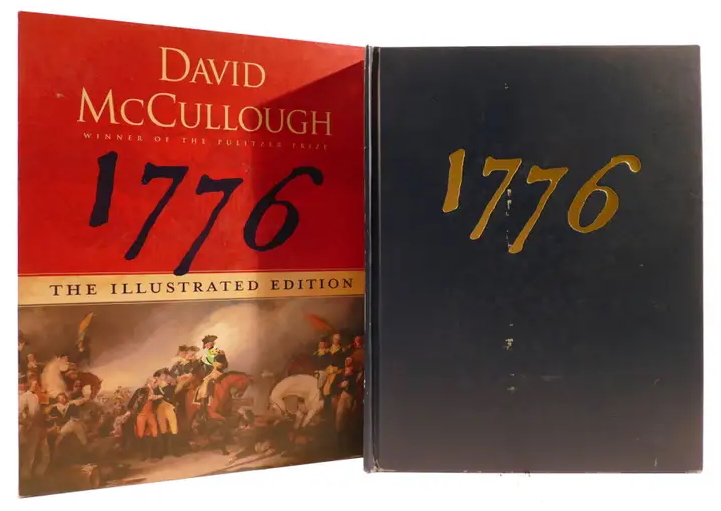 DAVID
McCULLOUGH
WINNER OF THE PULITZER PRIZE
1776
THE ILLUSTRATED EDITION
1776